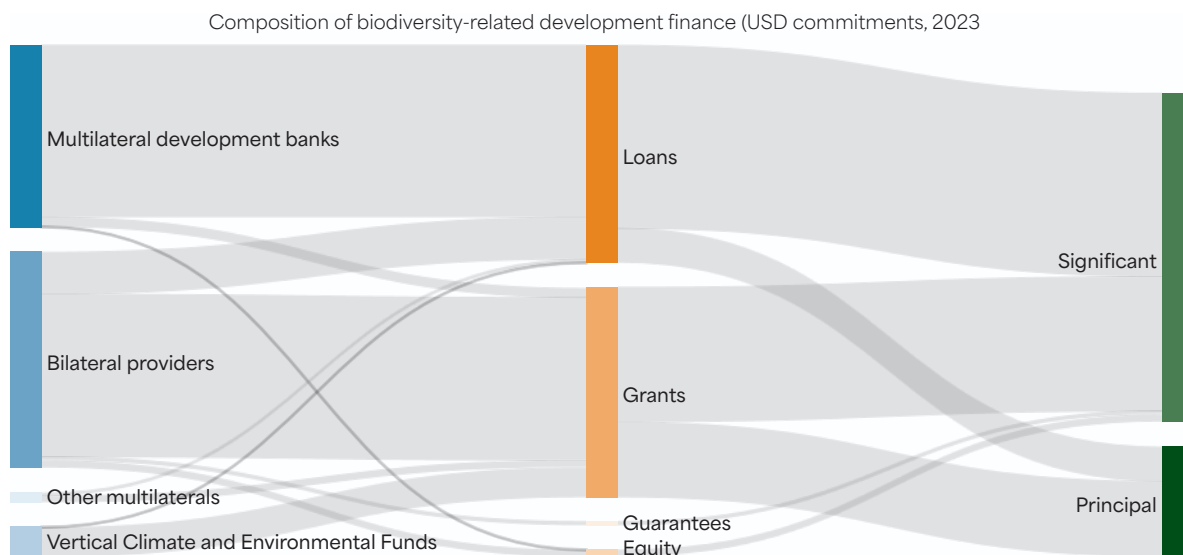 Composition of biodiversity-related development finance (USD commitments, 2023
Multilateral development banks
Loans
Significant
Bilateral providers
Grants
Other multilaterals
Principal
Guarantees
Vertical Climate and Environmental Funds
Equity